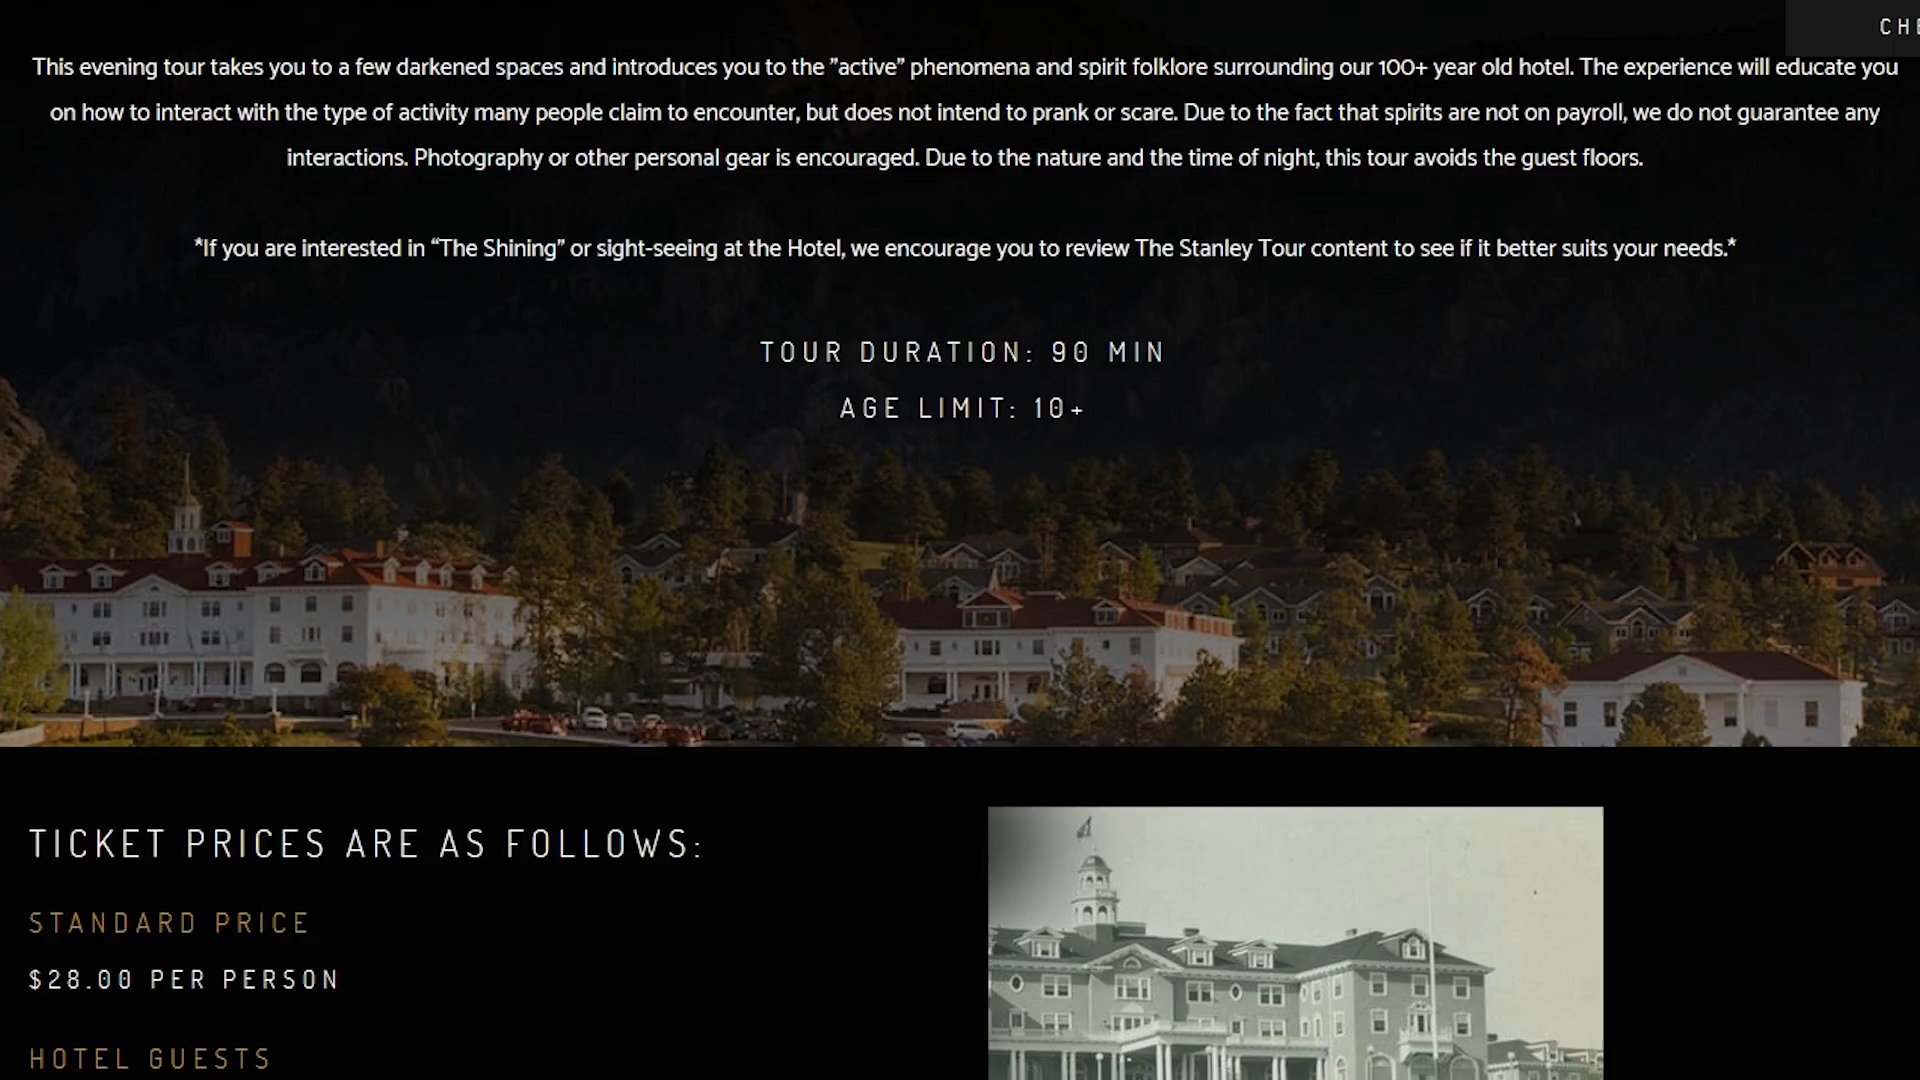 CHE
This evening tour takes you to a few darkened spaces and introduces you to the "active" phenomena and spirit folklore surrounding our 100+ year old hotel. The experience will educate you
on how to interact with the type of activity many people claim to encounter, but does not intend to prank or scare. Due to the fact that spirits are not on payroll, we do not guarantee any
interactions. Photography or other personal gear is encouraged. Due to the nature and the time of night, this tour avoids the guest floors.
*If you are interested in “The Shining” or sight-seeing at the Hotel, we encourage you to review The Stanley Tour content to see if it better suits your needs.*
TOUR DURATION: 90 MIN
AGE LIMIT: 10+
TICKET PRICES ARE AS FOLLOWS:
STANDARD PRICE
$28.00 PER PERSON
HOTEL GUESTS